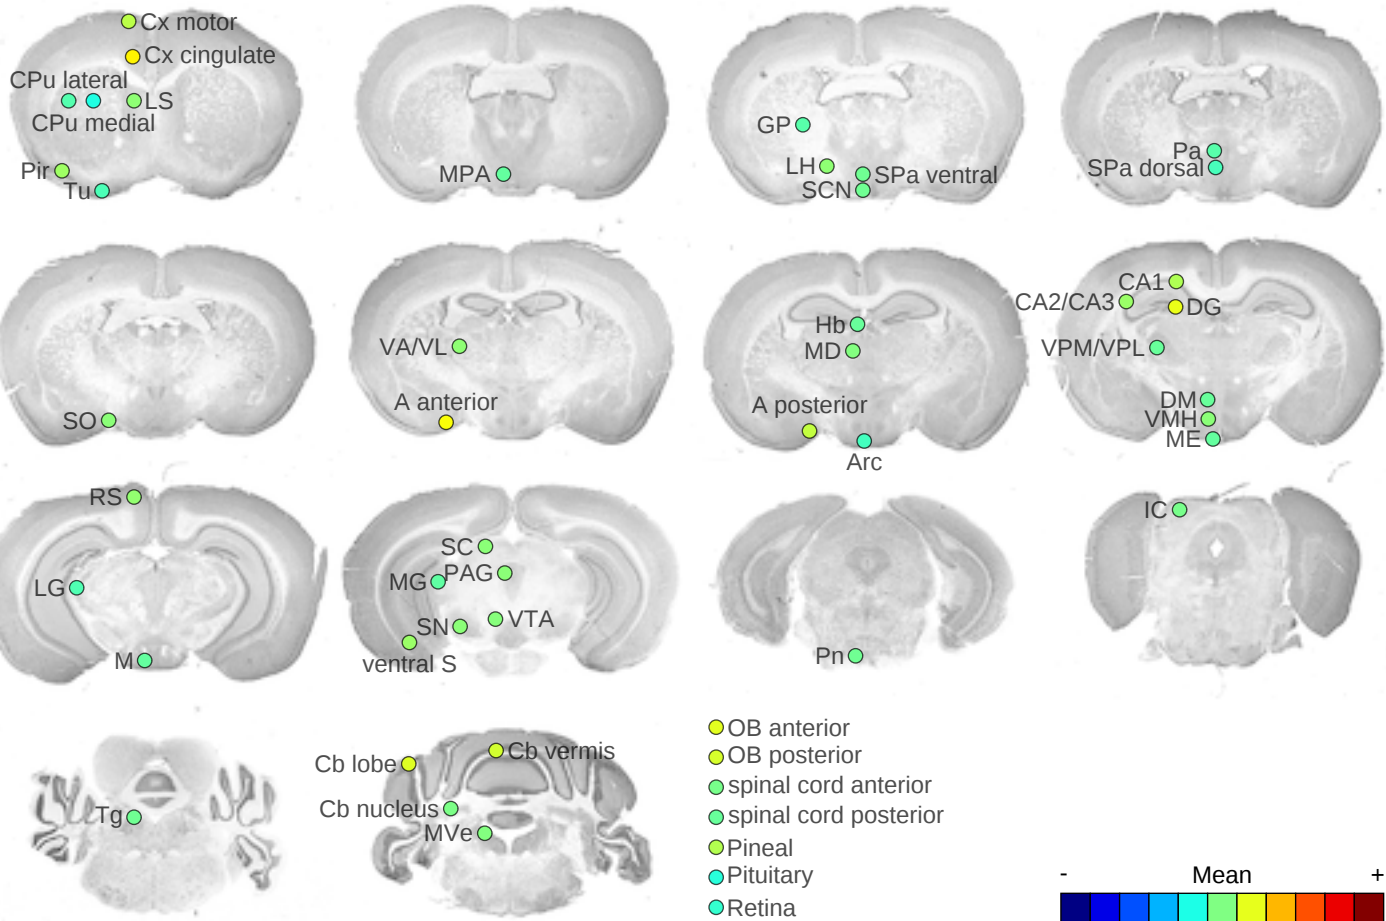 Cx motor
Cx cingulate
CPu lateral
LS
CPu medial
Pir
Tu
MPA
GP
LH
SPa ventral
SCN
Pa
SPa dorsal
SO
VA/VL
A anterior
Hb
MD
A posterior
Arc
CA1
CA2/CA3
DG
VPM/VPL
DM
VMH
ME
RS
LG
M
SC
PAG
MG
SN
VTA
ventral S
Pn
IC
Tg
Cb lobe
Cb vermis
Cb nucleus
MVe
OB anterior
OB posterior
spinal cord anterior
spinal cord posterior
Pineal
Pituitary
Retina
- Mean +